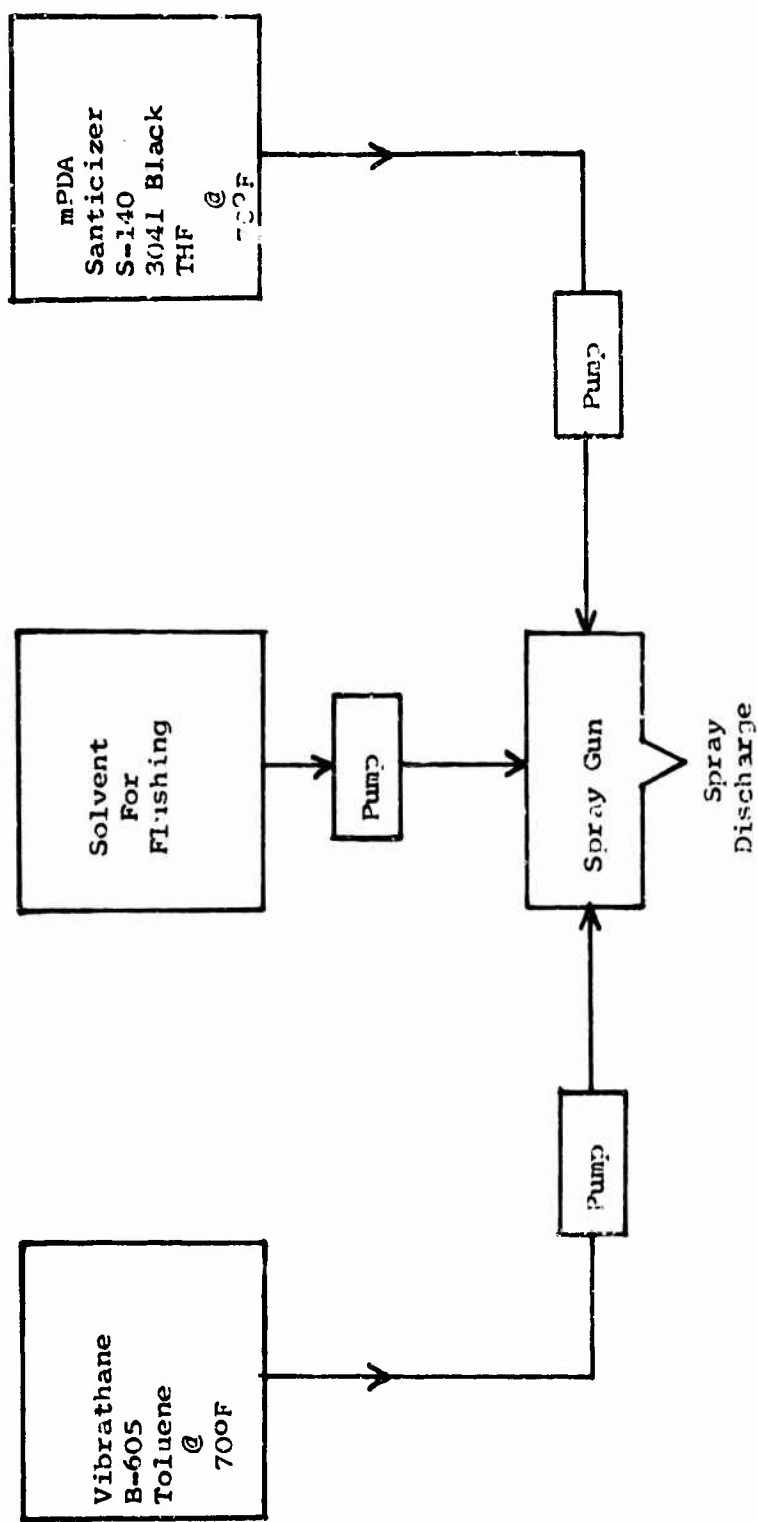 Vibrathane
B-605
Toluene
@
70ºF
Solvent
For
Flushing
mPDA
Santicizer
S-140
3041 Black
THF
@
Pump
Pump
Pump
Spray Gun
Spray
Discharge